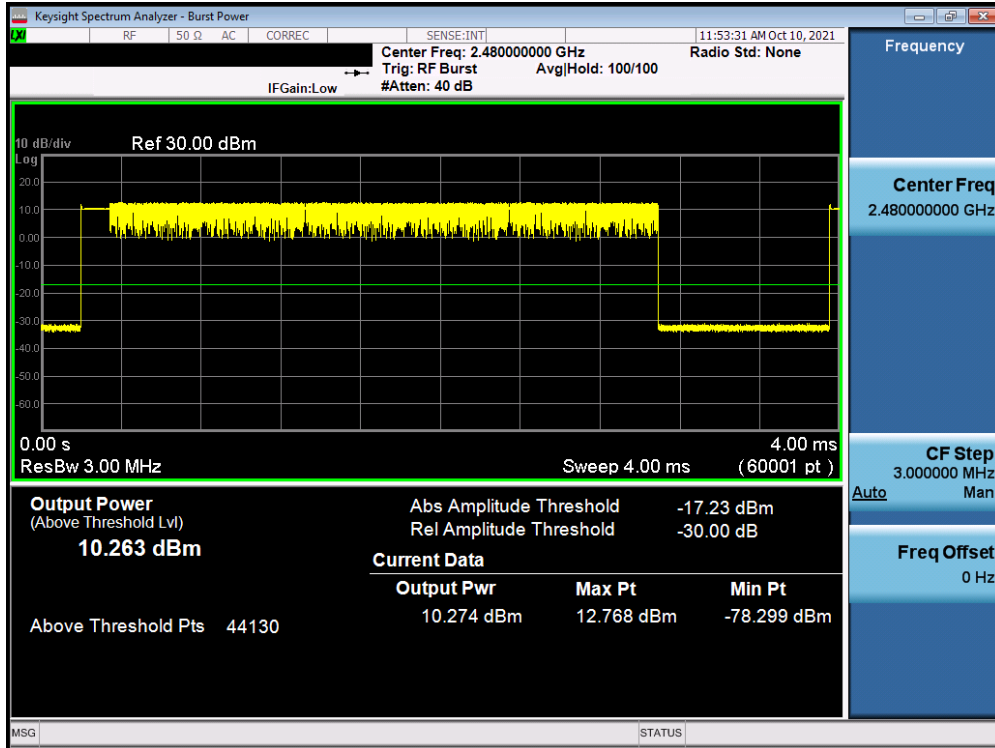 Keysight Spectrum Analyzer - Burst Power
LXI RF 50 Ω AC CORREC SENSE:INT 11:53:31 AM Oct 10, 2021
Center Freq: 2.480000000 GHz Radio Std: None
Trig: RF Burst Avg|Hold: 100/100
IFGain:Low #Atten: 40 dB
Frequency
10 dB/div Ref 30.00 dBm
Log
20.0
10.0
0.00
-10.0
-20.0
-30.0
-40.0
-50.0
-60.0
0.00 s 4.00 ms
ResBw 3.00 MHz Sweep 4.00 ms (60001 pt)
Center Freq
2.480000000 GHz
CF Step
3.000000 MHz
Auto Man
Freq Offset
0 Hz
Output Power
(Above Threshold Lvl)
10.263 dBm
Above Threshold Pts 44130
Abs Amplitude Threshold -17.23 dBm
Rel Amplitude Threshold -30.00 dB
Current Data
Output Pwr Max Pt Min Pt
10.274 dBm 12.768 dBm -78.299 dBm
MSG STATUS